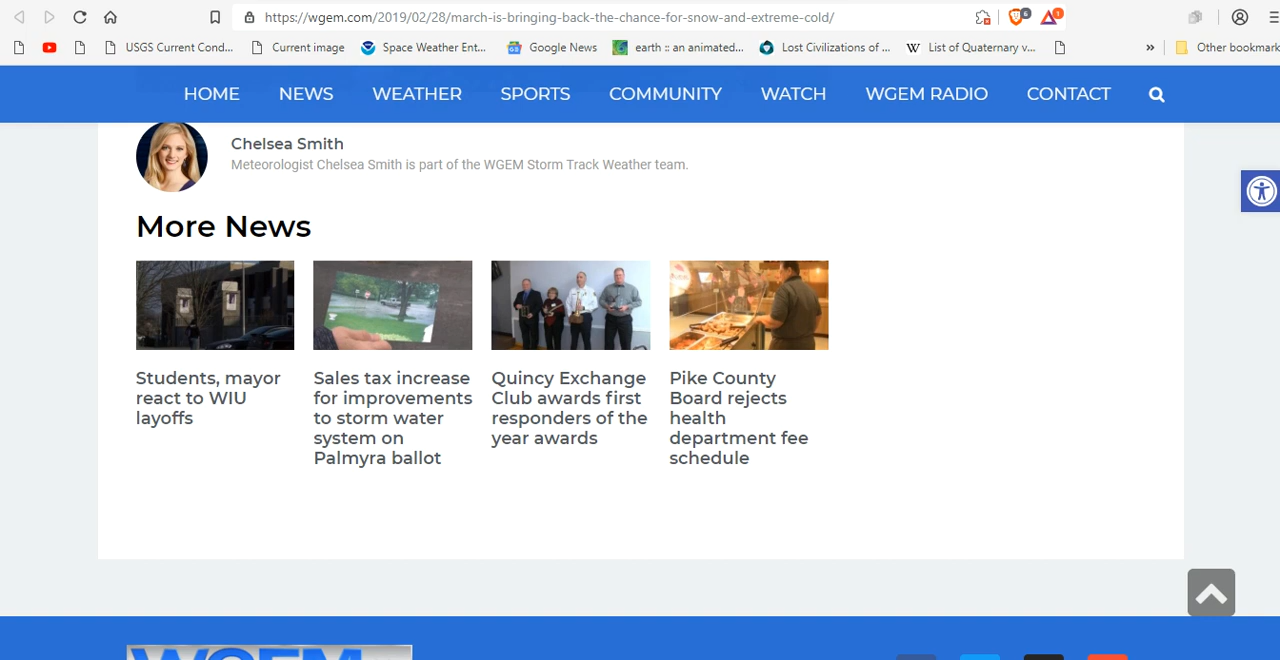 https://wgem.com/2019/02/28/march-is-bringing-back-the-chance-for-snow-and-extreme-cold/
6
1
USGS Current Cond...
Current image
Space Weather Ent...
Google News
earth :: an animated...
Lost Civilizations of ...
W
List of Quaternary v...
»
Other bookmark
HOME
NEWS
WEATHER
SPORTS
COMMUNITY
WATCH
WGEM RADIO
CONTACT
Chelsea Smith
Meteorologist Chelsea Smith is part of the WGEM Storm Track Weather team.
More News
Students, mayor
react to WIU
layoffs
Sales tax increase
for improvements
to storm water
system on
Palmyra ballot
Quincy Exchange
Club awards first
responders of the
year awards
Pike County
Board rejects
health
department fee
schedule
WGEM